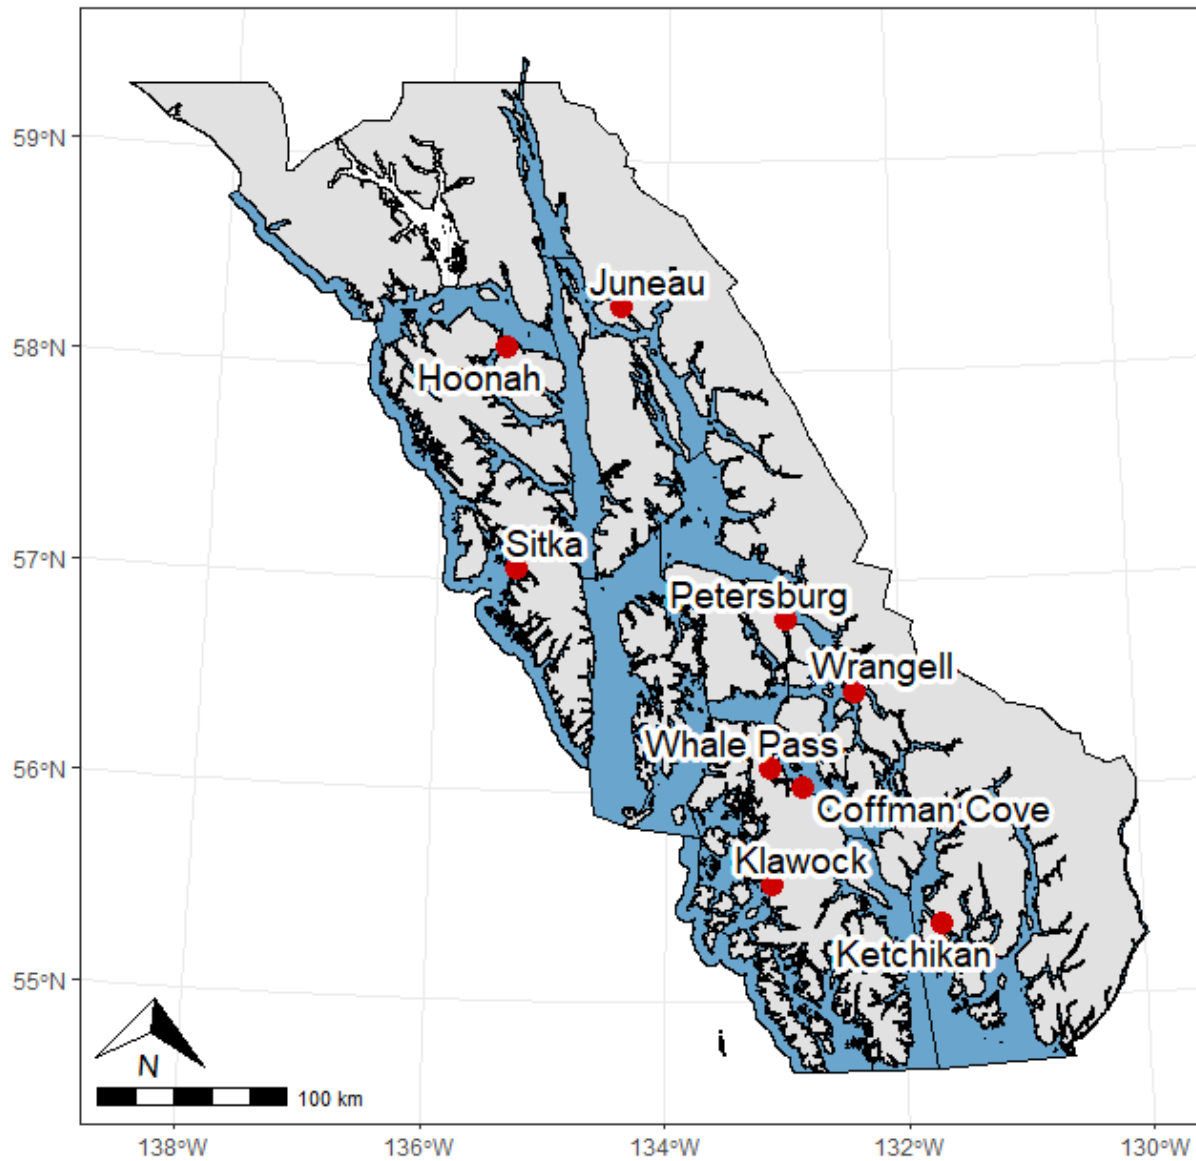 59°N
58°N
57°N
56°N
55°N
Juneau
Hoonah
Sitka
Petersburg
Wrangell
Whale Pass
Coffman Cove
Klawock
Ketchikan
N
100 km
138°W
136°W
134°W
132°W
130°W